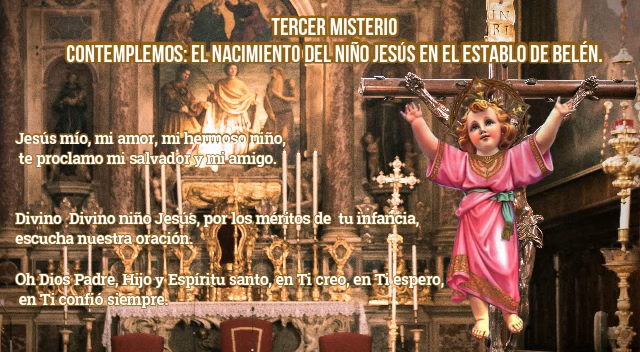 INRI
TERCER MISTERIO
CONTEMPLEMOS: EL NACIMIENTO DEL NIÑO JESÚS EN EL ESTABLO DE BELÉN.
Jesús mío, mi amor, mi hermoso niño,
te proclamo mi salvador y mi amigo.
Divino Divino niño Jesús, por los méritos de tu infancia,
escucha nuestra oración.
Oh Dios Padre, Hijo y Espíritu santo, en Ti creo, en Ti espero,
en Ti confió siempre.